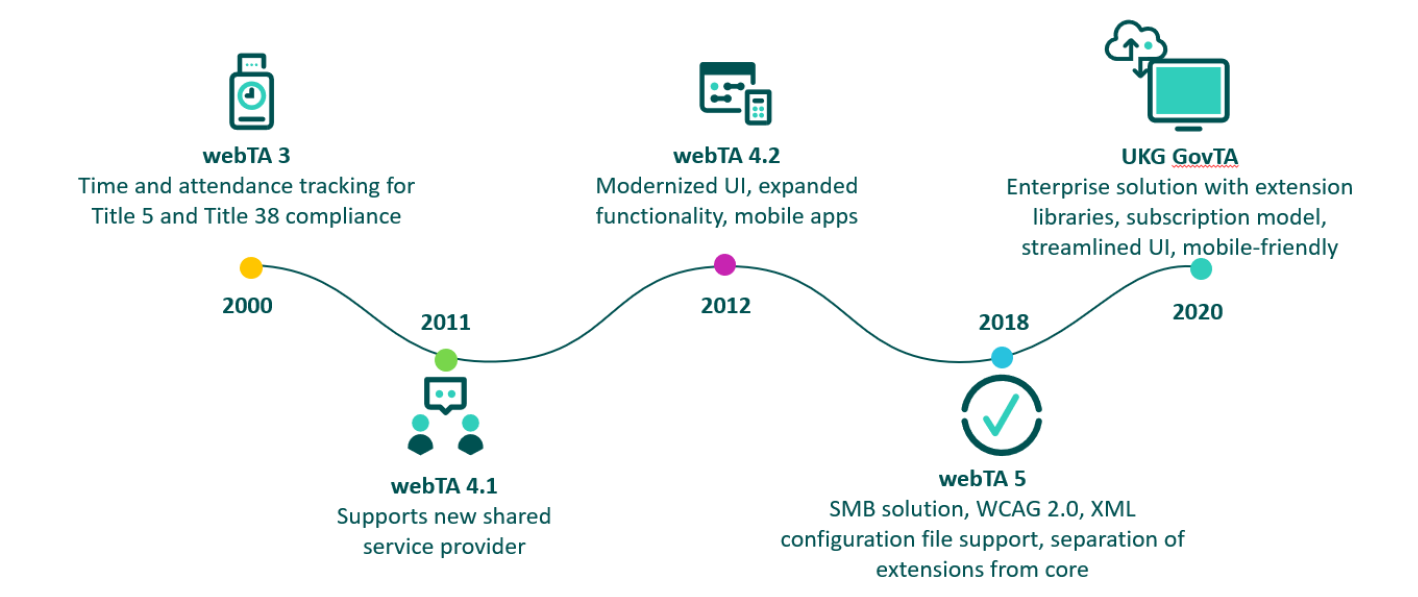 webTA 3
Time and attendance tracking for
Title 5 and Title 38 compliance
2000
2011
webTA 4.1
Supports new shared
service provider
webTA 4.2
Modernized UI, expanded
functionality, mobile apps
2012
2018
webTA 5
SMB solution, WCAG 2.0, XML
configuration file support, separation of
extensions from core
UKG GovTA
Enterprise solution with extension
libraries, subscription model,
streamlined UI, mobile-friendly
2020